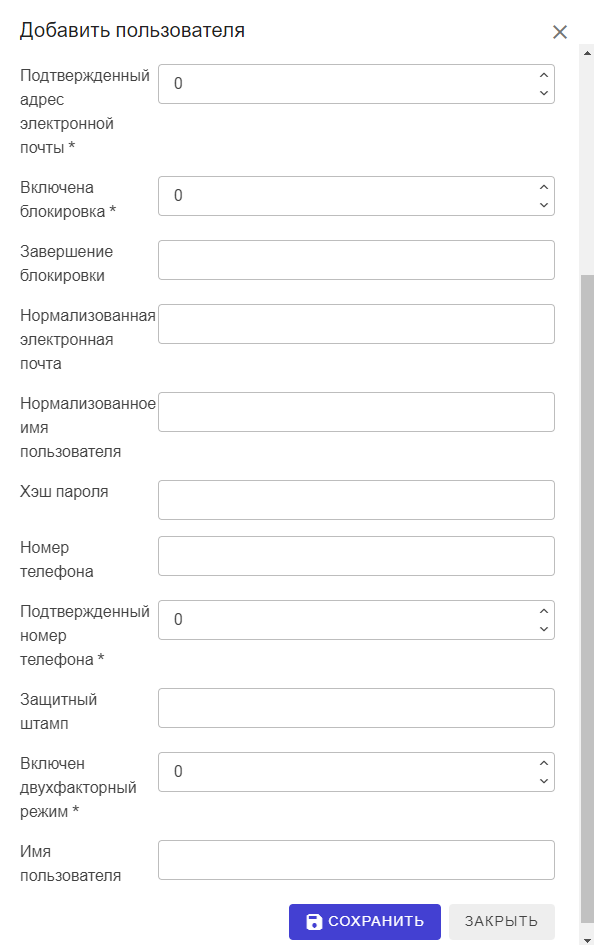 Добавить пользователя
Подтвержденный
адрес
электронной
почты *
0
Включена
блокировка *
0
Завершение
блокировки
Нормализованная
электронная
почта
Нормализованное
имя
пользователя
Хэш пароля
Номер
телефона
Подтвержденный
номер
телефона *
0
Защитный
штамп
Включен
двухфакторный
режим *
0
Имя
пользователя
СОХРАНИТЬ
ЗАКРЫТЬ